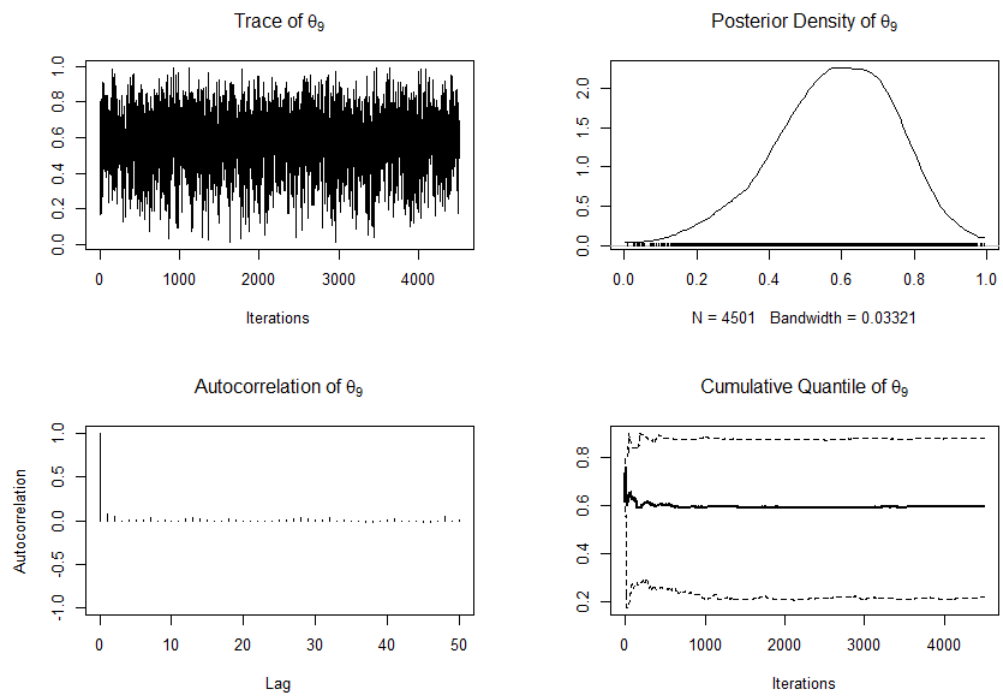 Trace of θ9
1.0
0.8
0.6
0.4
0.2
0.0
0 1000 2000 3000 4000
Iterations
Posterior Density of θ9
2.0
1.5
1.0
0.5
0.0
0.0 0.2 0.4 0.6 0.8 1.0
N = 4501 Bandwidth = 0.03321
Autocorrelation of θ9
Autocorrelation
1.0
0.5
0.0
-0.5
-1.0
0 10 20 30 40 50
Lag
Cumulative Quantile of θ9
0.8
0.6
0.4
0.2
0 1000 2000 3000 4000
Iterations